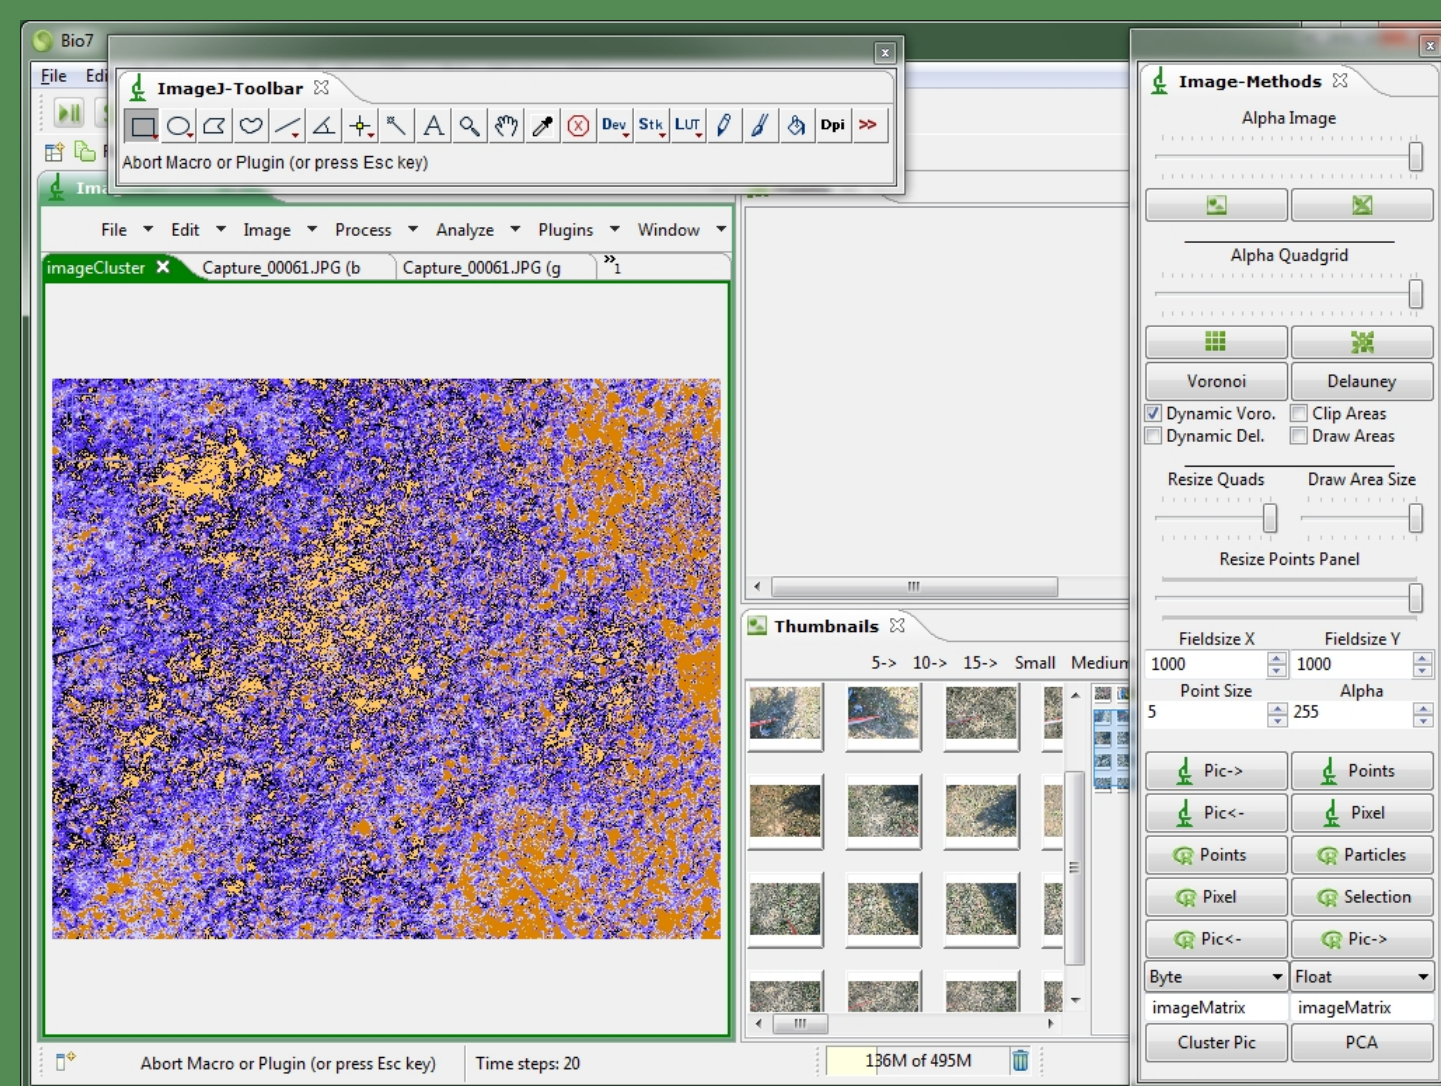 Bio7
File Edi
ImageJ-Toolbar
Dev Stk LUT Dpi >>
Abort Macro or Plugin (or press Esc key)
File Edit Image Process Analyze Plugins Window
imageCluster Capture_00061.JPG (b Capture_00061.JPG (g »1
Thumbnails
5-> 10-> 15-> Small Medium
Abort Macro or Plugin (or press Esc key) Time steps: 20 136M of 495M
Image-Methods
Alpha Image
Alpha Quadgrid
Voronoi Delauney
Dynamic Voro. Clip Areas
Dynamic Del. Draw Areas
Resize Quads Draw Area Size
Resize Points Panel
Fieldsize X Fieldsize Y
1000 1000
Point Size Alpha
5 255
Pic-> Points
Pic<- Pixel
Points Particles
Pixel Selection
Pic<- Pic->
Byte Float
imageMatrix imageMatrix
Cluster Pic PCA